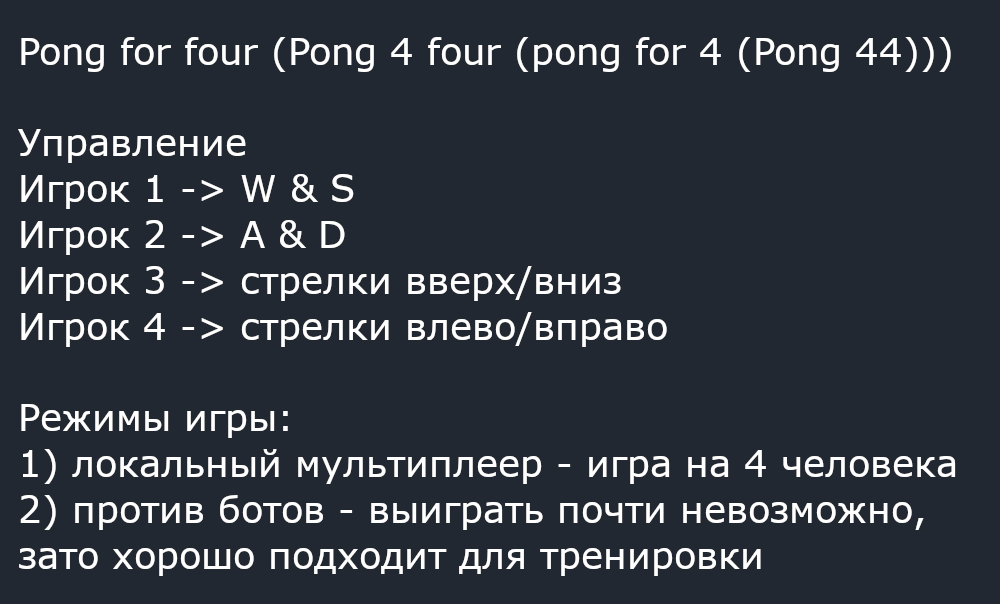 Pong for four (Pong 4 four (pong for 4 (Pong 44)))
Управление
Игрок 1 -> W & S
Игрок 2 -> A & D
Игрок 3 -> стрелки вверх/вниз
Игрок 4 -> стрелки влево/вправо
Режимы игры:
1) локальный мультиплеер - игра на 4 человека
2) против ботов - выиграть почти невозможно,
зато хорошо подходит для тренировки